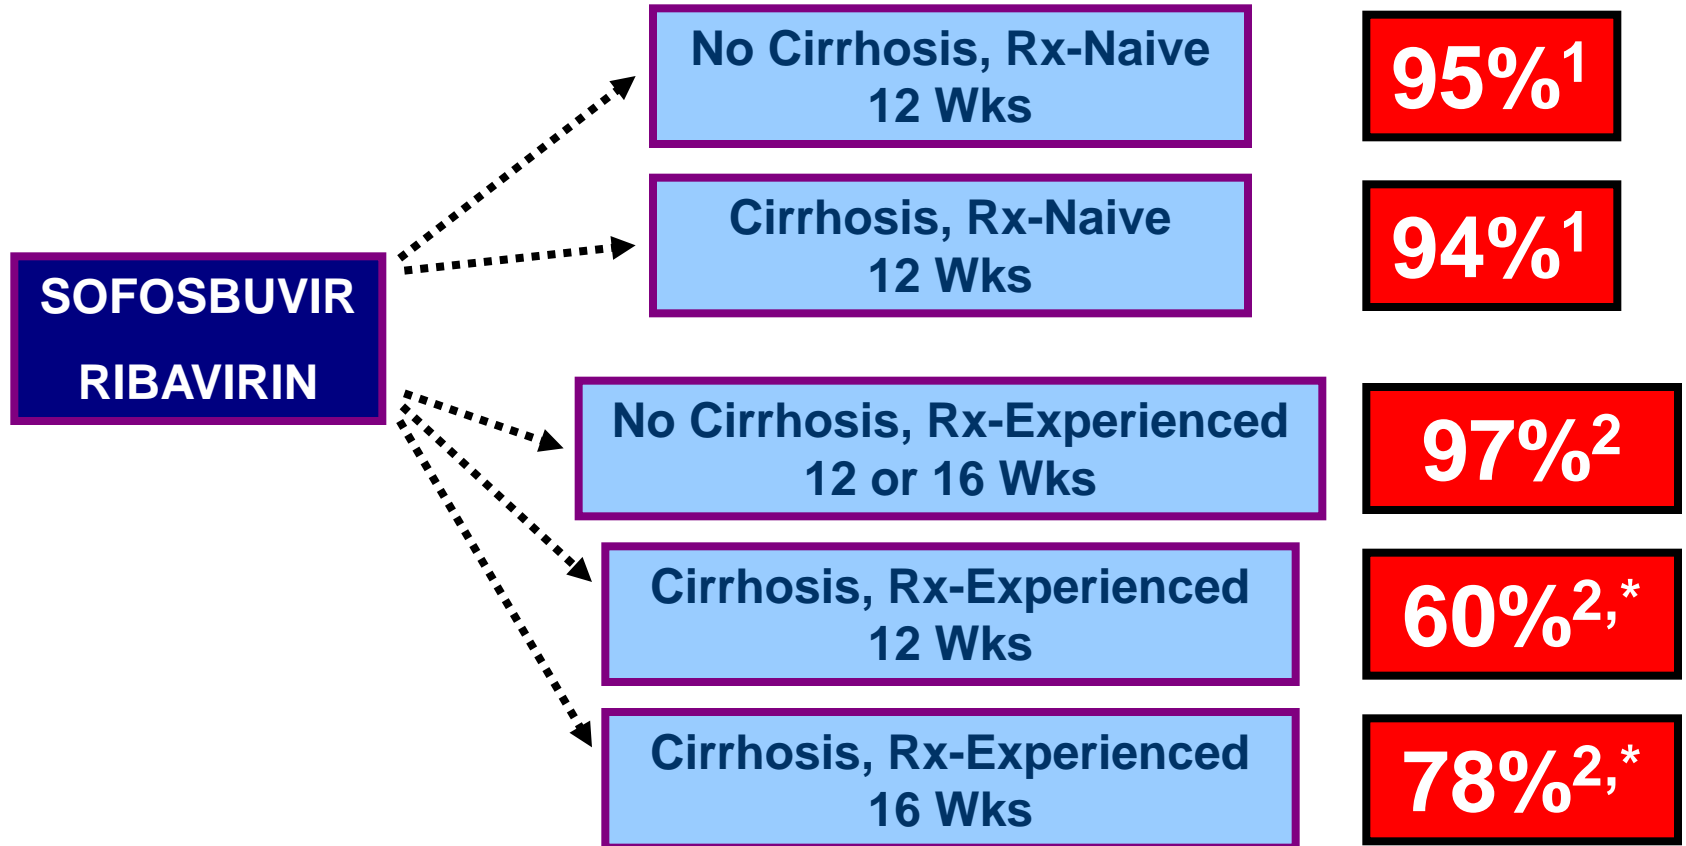 No Cirrhosis, Rx-Naive
12 Wks
95%1
Cirrhosis, Rx-Naive
12 Wks
94%1
SOFOSBUVIR
RIBAVIRIN
No Cirrhosis, Rx-Experienced
12 or 16 Wks
97%2
Cirrhosis, Rx-Experienced
12 Wks
60%2,*
Cirrhosis, Rx-Experienced
16 Wks
78%2,*